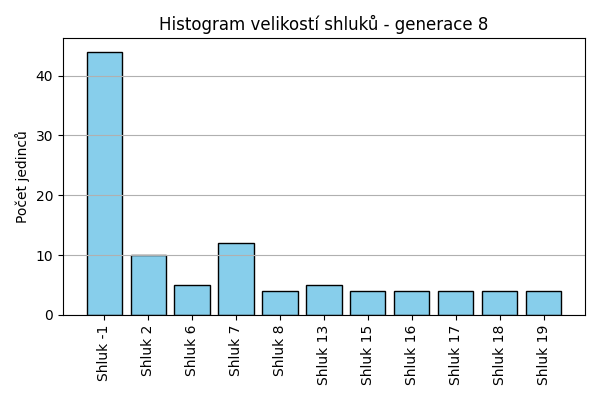 Histogram velikostí shluků - generace 8
Počet jedinců
40
30
20
10
0
Shluk -1
Shluk 2
Shluk 6
Shluk 7
Shluk 8
Shluk 13
Shluk 15
Shluk 16
Shluk 17
Shluk 18
Shluk 19